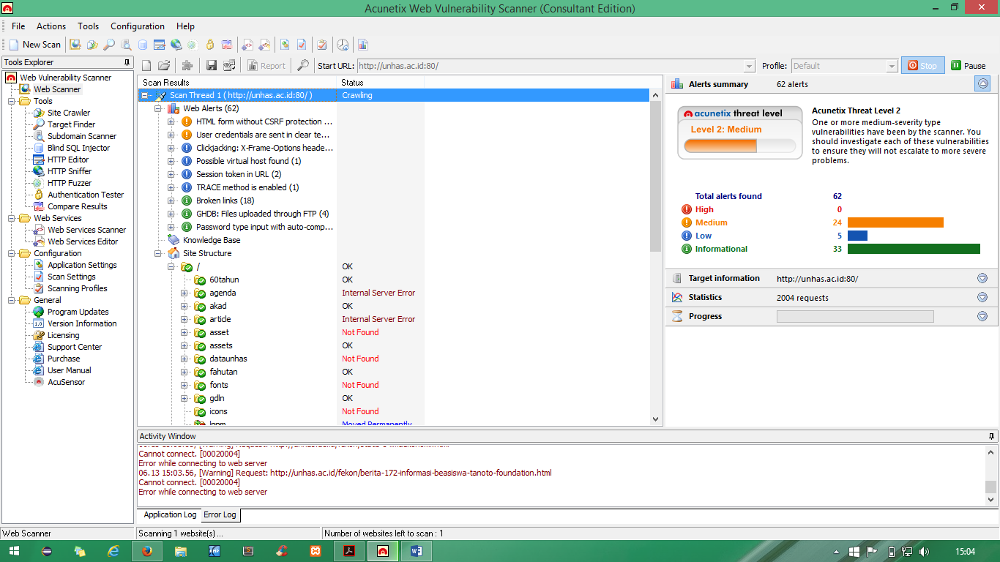 Acunetix Web Vulnerability Scanner (Consultant Edition)
File Actions Tools Configuration Help
New Scan
Tools Explorer
Web Vulnerability Scanner
Web Scanner
Tools
Site Crawler
Target Finder
Subdomain Scanner
Blind SQL Injector
HTTP Editor
HTTP Sniffer
HTTP Fuzzer
Authentication Tester
Compare Results
Web Services
Web Services Scanner
Web Services Editor
Configuration
Application Settings
Scan Settings
Scanning Profiles
General
Program Updates
1.0 Version Information
Licensing
Support Center
Purchase
User Manual
AcuSensor
Report Start URL: http://unhas.ac.id:80/ Profile: Default Stop Pause
Scan Results Status
Scan Thread 1 ( http://unhas.ac.id:80/ ) Crawling
Web Alerts (62)
HTML form without CSRF protection ...
User credentials are sent in clear te...
Clickjacking: X-Frame-Options heade...
Possible virtual host found (1)
Session token in URL (2)
TRACE method is enabled (1)
Broken links (18)
GHDB: Files uploaded through FTP (4)
Password type input with auto-comp...
Knowledge Base
Site Structure
/ OK
60tahun OK
agenda Internal Server Error
akad OK
article Internal Server Error
asset Not Found
assets OK
dataunhas Not Found
fahutan OK
fonts Not Found
gdln OK
icons Not Found
lppm Moved Permanently
Alerts summary 62 alerts
acunetix threat level
Level 2: Medium
Acunetix Threat Level 2
One or more medium-severity type
vulnerabilities have been by the scanner. You
should investigate each of these vulnerabilities
to ensure they will not escalate to more severe
problems.
Total alerts found 62
High 0
Medium 24
Low 5
Informational 33
Target information http://unhas.ac.id:80/
Statistics 2004 requests
Progress
Activity Window
Cannot connect. [00020004]
Error while connecting to web server
06.13 15:03.56, [Warning] Request: http://unhas.ac.id/fekon/berita-172-informasi-beasiswa-tanoto-foundation.html
Cannot connect. [00020004]
Error while connecting to web server
Application Log Error Log
Web Scanner Scanning 1 website(s) ... Number of websites left to scan : 1
15:04